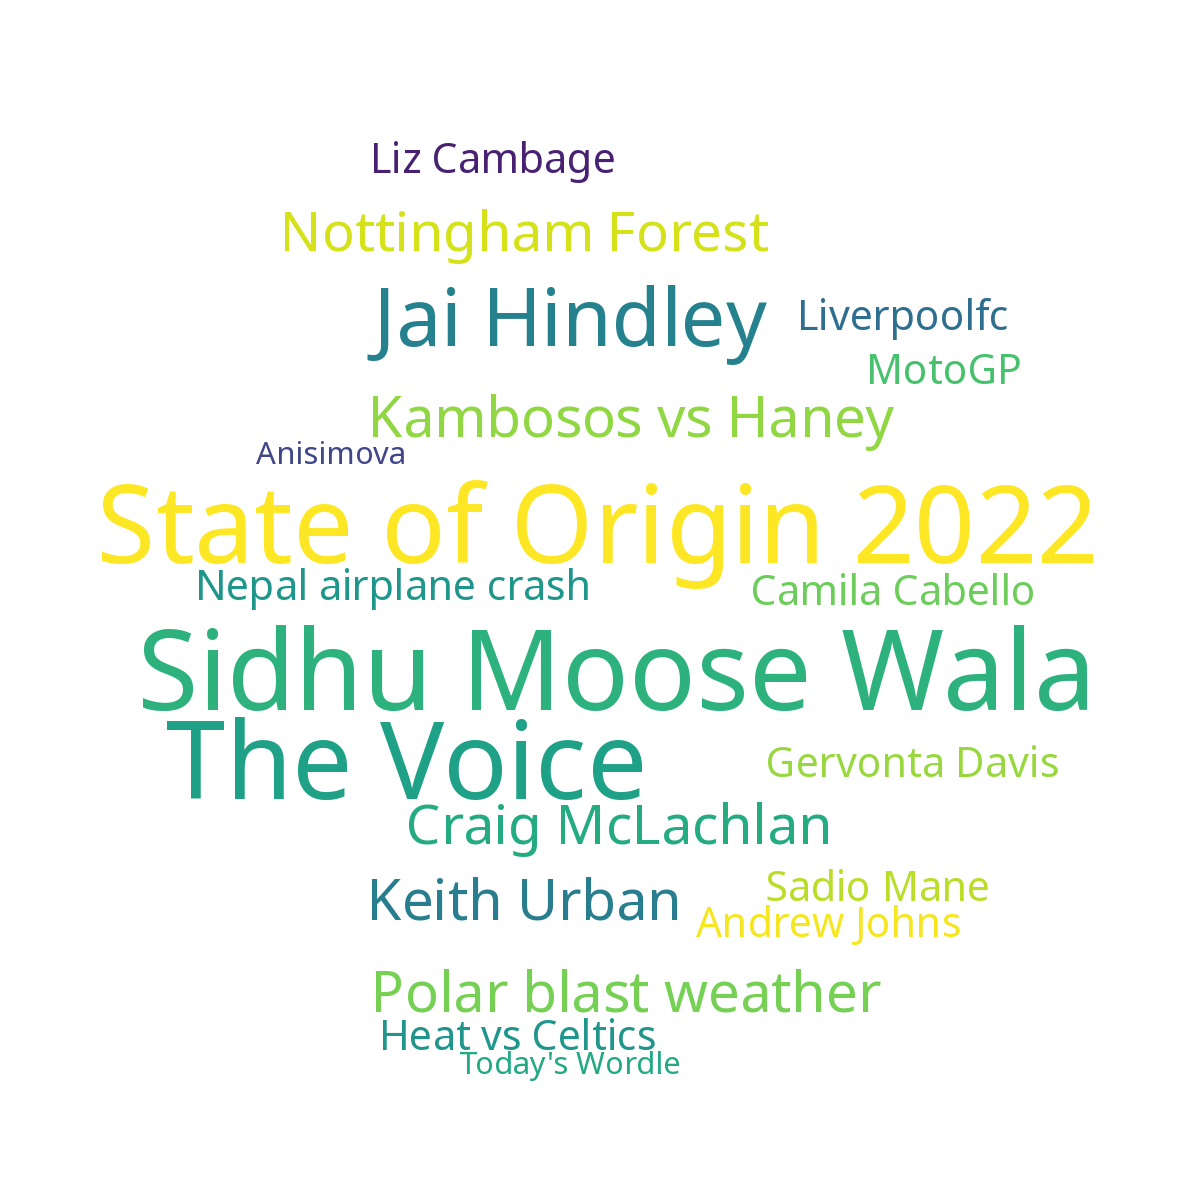 Liz Cambage
Nottingham Forest
Jai Hindley
Liverpoolfc
MotoGP
Kambosos vs Haney
Anisimova
State of Origin 2022
Nepal airplane crash
Camila Cabello
Sidhu Moose Wala
The Voice
Gervonta Davis
Craig McLachlan
Keith Urban
Sadio Mane
Andrew Johns
Polar blast weather
Heat vs Celtics
Today's Wordle